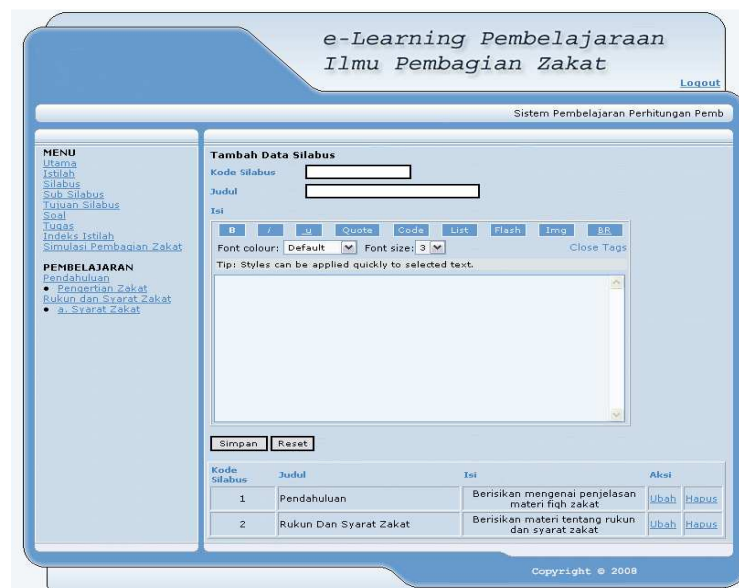 e-Learning Pembelajaraan
Ilmu Pembagian Zakat
Logout
Sistem Pembelajaran Perhitungan Pemb
MENU
Utama
Istilah
Silabus
Sub Silabus
Tujuan Silabus
Soal
Tugas
Indeks Istilah
Simulasi Pembagian Zakat
PEMBELAJARAN
Pendahuluan
• Pengertian Zakat
Rukun dan Syarat Zakat
• a. Syarat Zakat
Tambah Data Silabus
Kode Silabus
Judul
Isi
B i u Quote Code List Flash Img BR
Font colour: Default Font size: 3 Close Tags
Tip: Styles can be applied quickly to selected text.
Simpan Reset
Kode Silabus Judul Isi Aksi
1 Pendahuluan Berisikan mengenai penjelasan materi fiqh zakat Ubah Hapus
2 Rukun Dan Syarat Zakat Berisikan materi tentang rukun dan syarat zakat Ubah Hapus
Copyright © 2008